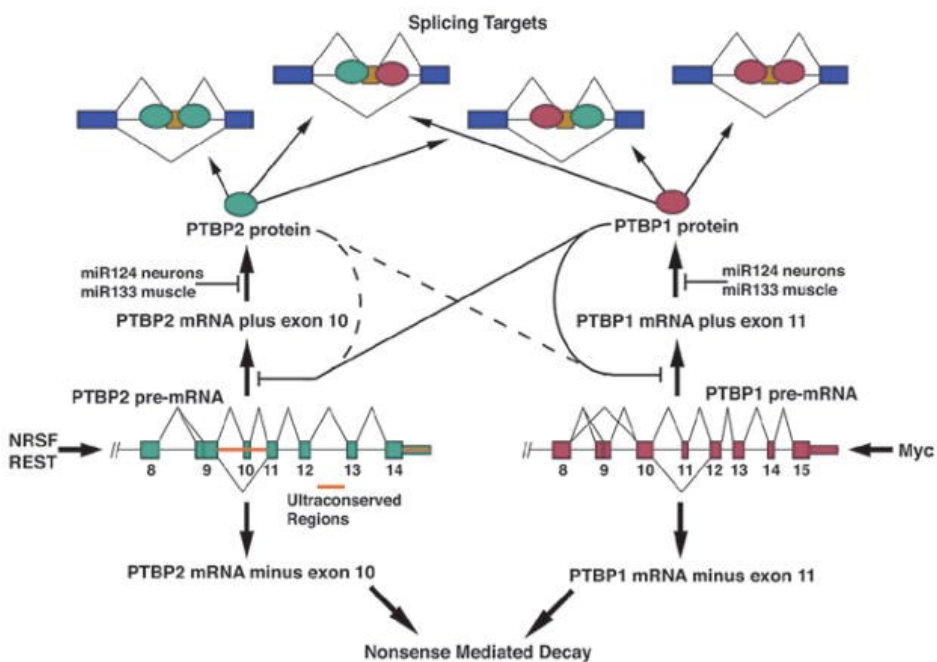 Splicing Targets
PTBP2 protein
PTBP1 protein
miR124 neurons
miR133 muscle
miR124 neurons
miR133 muscle
PTBP2 mRNA plus exon 10
PTBP1 mRNA plus exon 11
PTBP2 pre-mRNA
PTBP1 pre-mRNA
NRSF
REST
//
8
9
10
11
12
13
14
//
8
9
10
11
12
13
14
15
Myc
Ultraconserved
Regions
PTBP2 mRNA minus exon 10
PTBP1 mRNA minus exon 11
Nonsense Mediated Decay